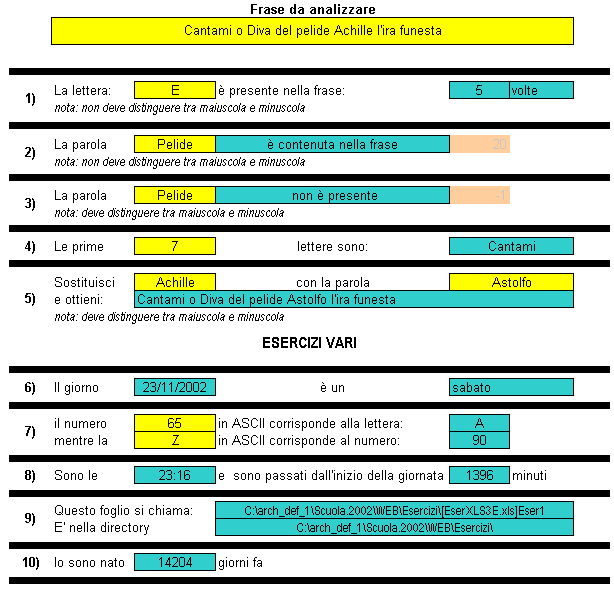 Frase da analizzare
Cantami o Diva del pelide Achille l'ira funesta
1) La lettera: E è presente nella frase: 5 volte
nota: non deve distinguere tra maiuscola e minuscola
2) La parola Pelide è contenuta nella frase 20
nota: non deve distinguere tra maiuscola e minuscola
3) La parola Pelide non è presente -1
nota: deve distinguere tra maiuscola e minuscola
4) Le prime 7 lettere sono: Cantami
5) Sostituisci Achille con la parola Astolfo
e ottieni: Cantami o Diva del pelide Astolfo l'ira funesta
nota: deve distinguere tra maiuscola e minuscola
ESERCIZI VARI
6) Il giorno 23/11/2002 è un sabato
7) il numero 65 in ASCII corrisponde alla lettera: A
mentre la Z in ASCII corrisponde al numero: 90
8) Sono le 23:16 e sono passati dall'inizio della giornata 1396 minuti
9) Questo foglio si chiama: C:\arch_def_1\Scuola.2002\WEB\Esercizi\[EserXLS3E.xls]Eser1
E' nella directory C:\arch_def_1\Scuola.2002\WEB\Esercizi\
10) Io sono nato 14204 giorni fa